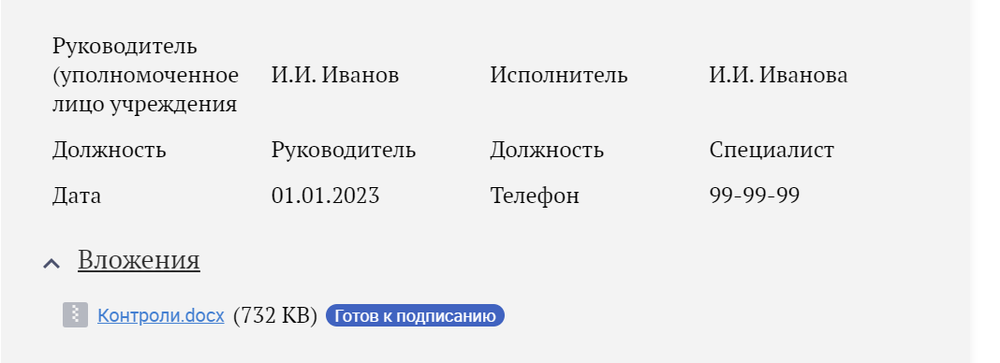 Руководитель
(уполномоченное
лицо учреждения
И.И. Иванов
Исполнитель
И.И. Иванова
Должность
Руководитель
Должность
Специалист
Дата
01.01.2023
Телефон
99-99-99
Вложения
Контроли.docx (732 KB) Готов к подписанию